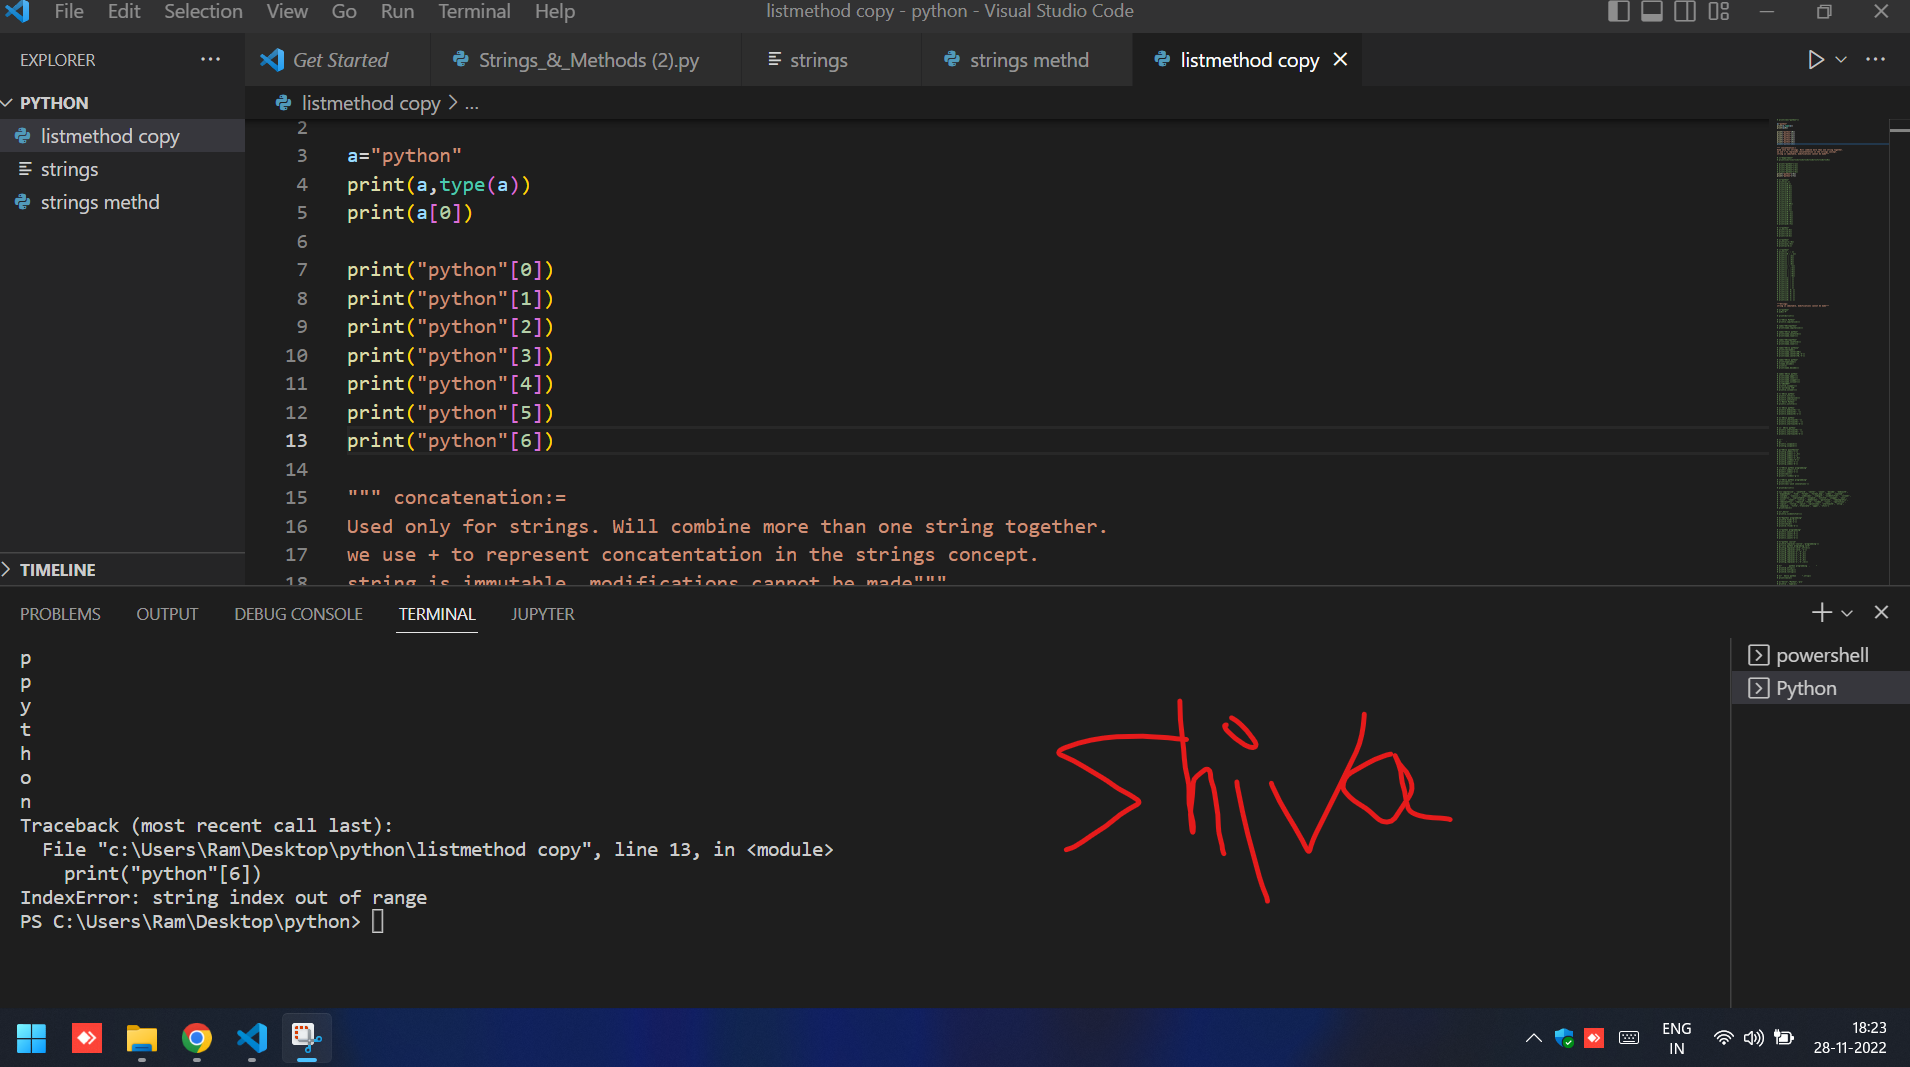 File Edit Selection View Go Run Terminal Help
listmethod copy - python - Visual Studio Code
EXPLORER ...
Get Started
Strings_&_Methods (2).py
strings
strings methd
listmethod copy
PYTHON
listmethod copy
strings
strings methd
TIMELINE
listmethod copy > ...
2
3 a="python"
4 print(a,type(a))
5 print(a[0])
6
7 print("python"[0])
8 print("python"[1])
9 print("python"[2])
10 print("python"[3])
11 print("python"[4])
12 print("python"[5])
13 print("python"[6])
14
15 """ concatenation:=
16 Used only for strings. Will combine more than one string together.
17 we use + to represent concatentation in the strings concept.
18 string is immutable modifications cannot be made"""
PROBLEMS OUTPUT DEBUG CONSOLE TERMINAL JUPYTER
p
p
y
t
h
o
n
Traceback (most recent call last):
File "c:\Users\Ram\Desktop\python\listmethod copy", line 13, in <module>
print("python"[6])
IndexError: string index out of range
PS C:\Users\Ram\Desktop\python>
powershell
Python
shiva
ENG
IN
18:23
28-11-2022